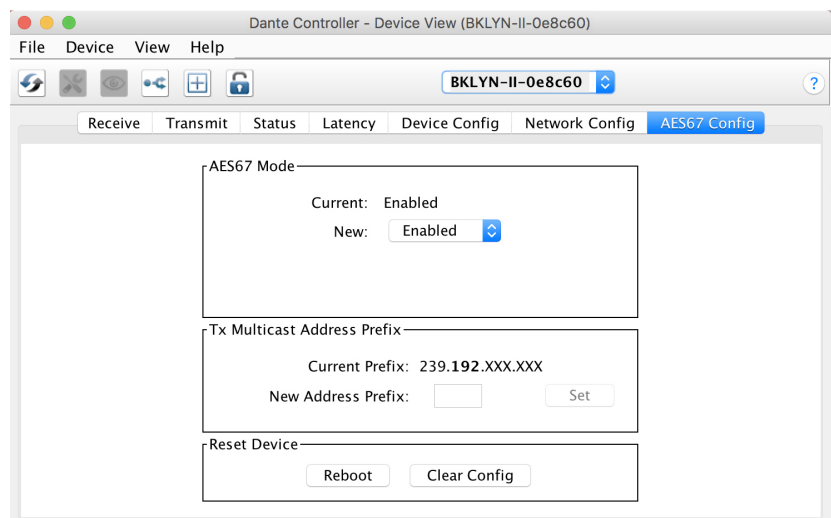 Dante Controller - Device View (BKLYN-II-0e8c60)
File Device View Help
BKLYN-II-0e8c60 ?
Receive Transmit Status Latency Device Config Network Config AES67 Config
AES67 Mode
Current: Enabled
New: Enabled
Tx Multicast Address Prefix
Current Prefix: 239.192.XXX.XXX
New Address Prefix: Set
Reset Device
Reboot Clear Config